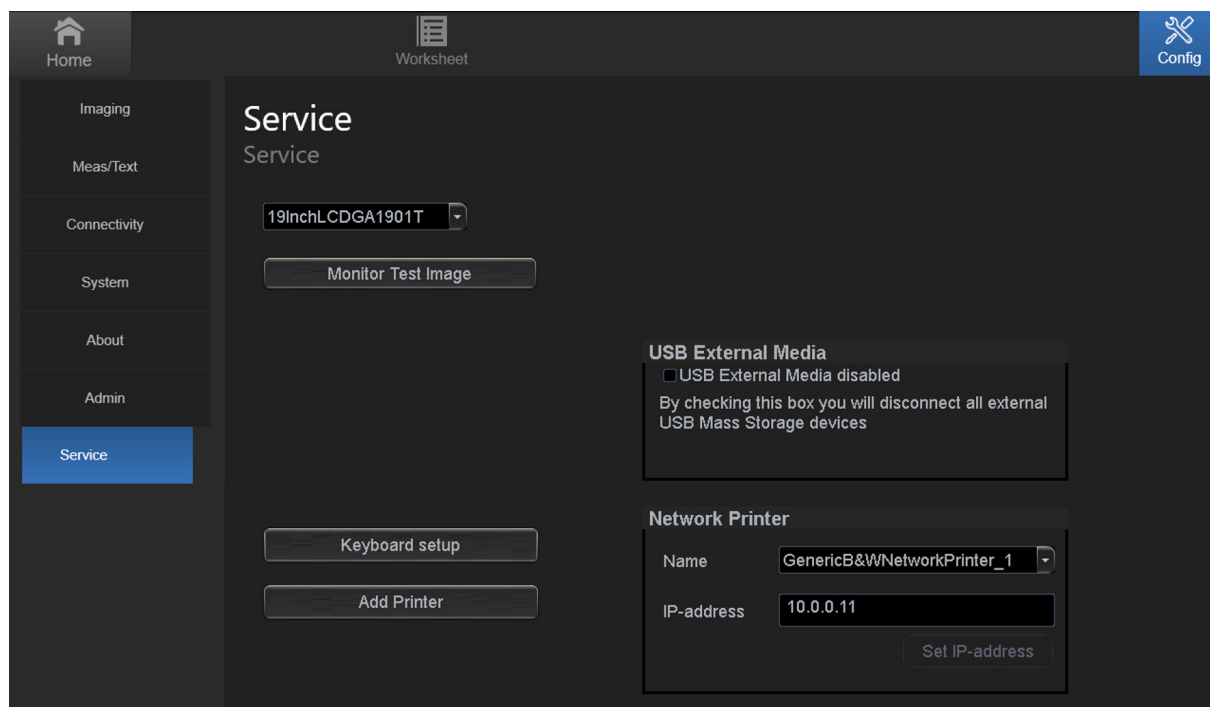 Home
Worksheet
Config
Imaging
Meas/Text
Connectivity
System
About
Admin
Service
Service
Service
19InchLCDGA1901T
Monitor Test Image
USB External Media
USB External Media disabled
By checking this box you will disconnect all external
USB Mass Storage devices
Keyboard setup
Add Printer
Network Printer
Name
GenericB&WNetworkPrinter_1
IP-address
10.0.0.11
Set IP-address